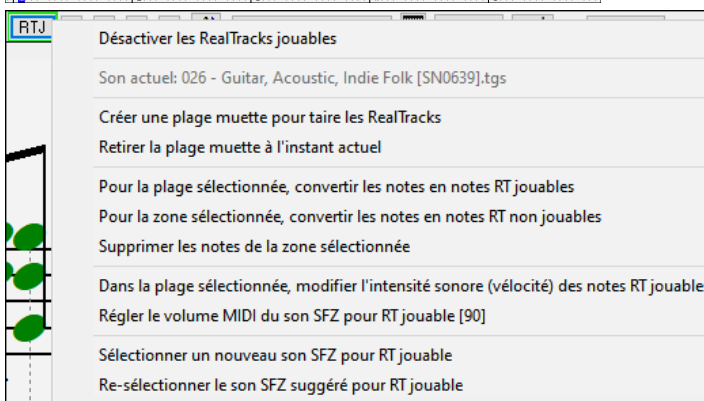 RTJ
Désactiver les RealTracks jouables
Son actuel: 026 - Guitar, Acoustic, Indie Folk [SN0639].tgs
Créer une plage muette pour taire les RealTracks
Retirer la plage muette à l'instant actuel
Pour la plage sélectionnée, convertir les notes en notes RT jouables
Pour la zone sélectionnée, convertir les notes en notes RT non jouables
Supprimer les notes de la zone sélectionnée
Dans la plage sélectionnée, modifier l'intensité sonore (vélocité) des notes RT jouable
Régler le volume MIDI du son SFZ pour RT jouable [90]
Sélectionner un nouveau son SFZ pour RT jouable
Re-sélectionner le son SFZ suggéré pour RT jouable